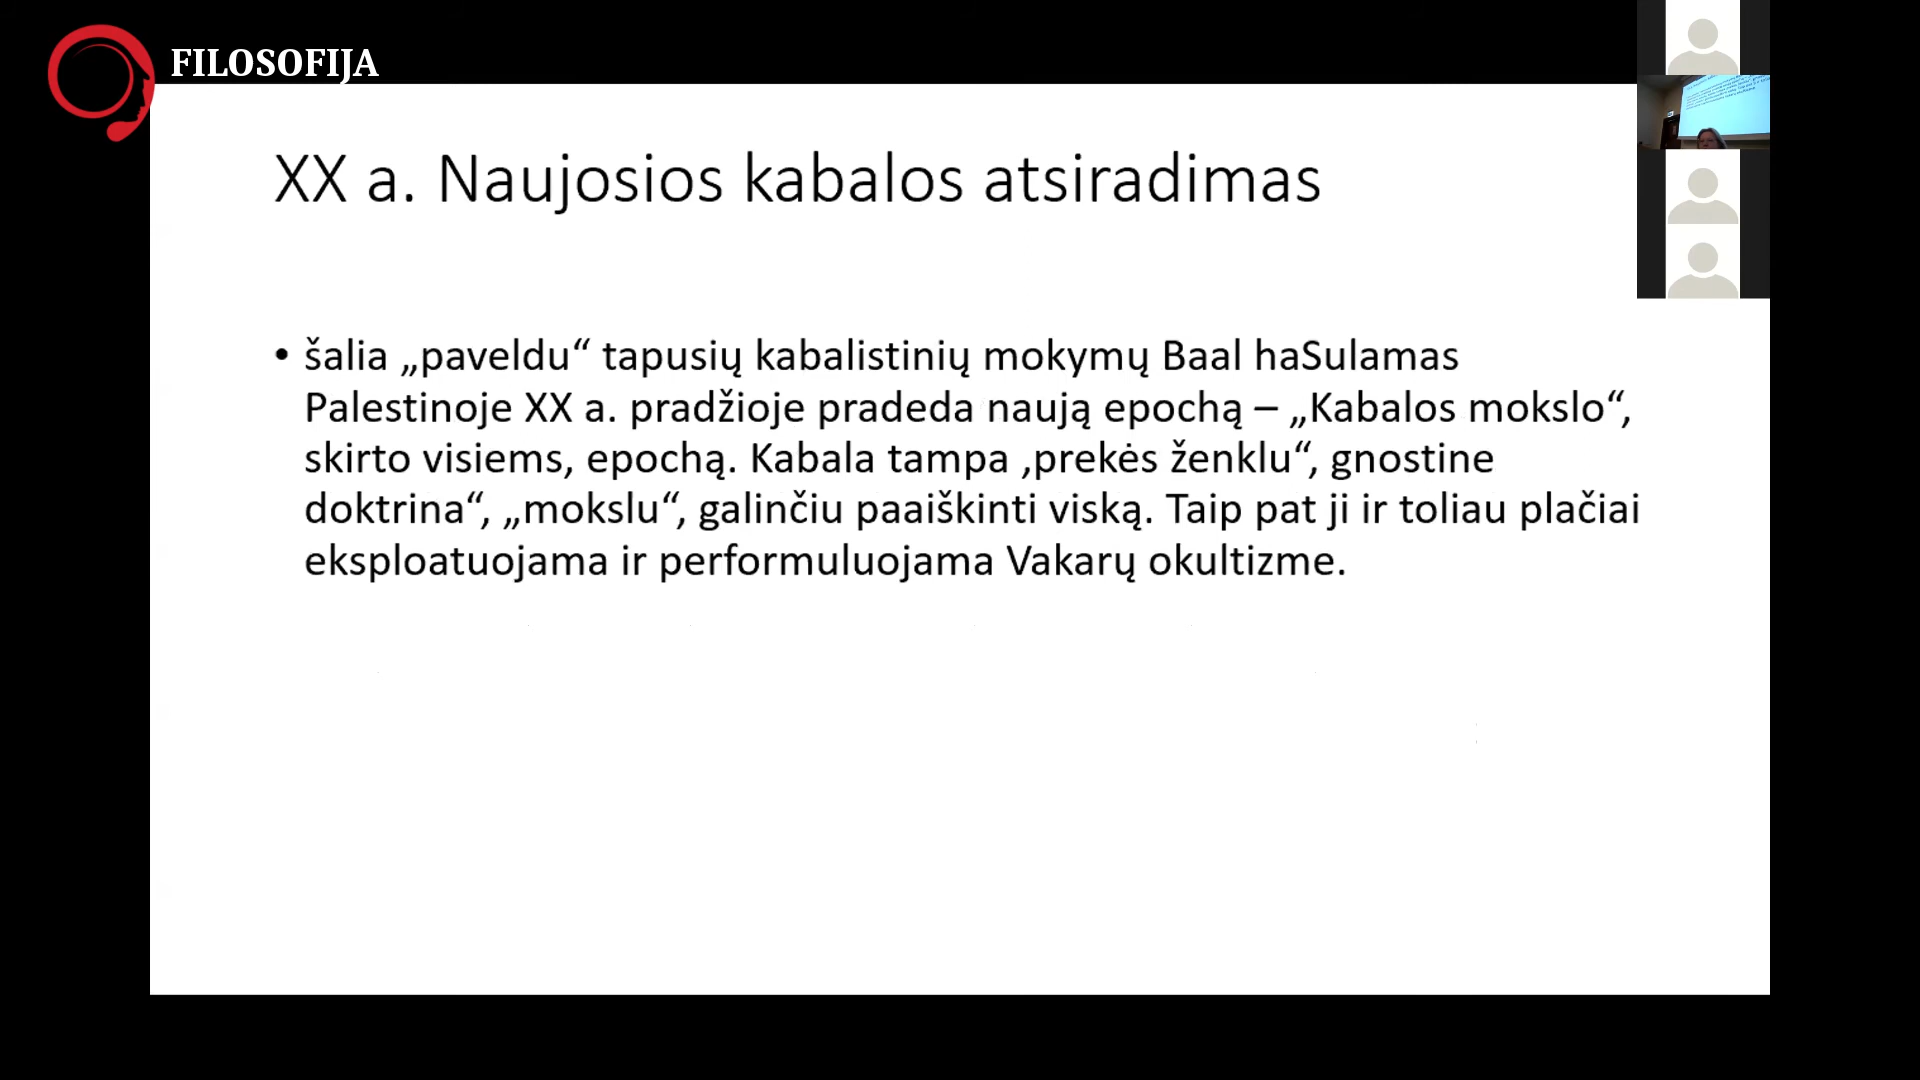 FILOSOFIJA
XX a. Naujosios kabalos atsiradimas
• šalia „paveldu“ tapusių kabalistinių mokymų Baal haSulamas
Palestinoje XX a. pradžioje pradeda naują epochą – „Kabalos mokslo“,
skirto visiems, epochą. Kabala tampa ‚prekės ženklu“, gnostine
doktrina“, „mokslu“, galinčiu paaiškinti viską. Taip pat ji ir toliau plačiai
eksploatuojama ir performuluojama Vakarų okultizme.